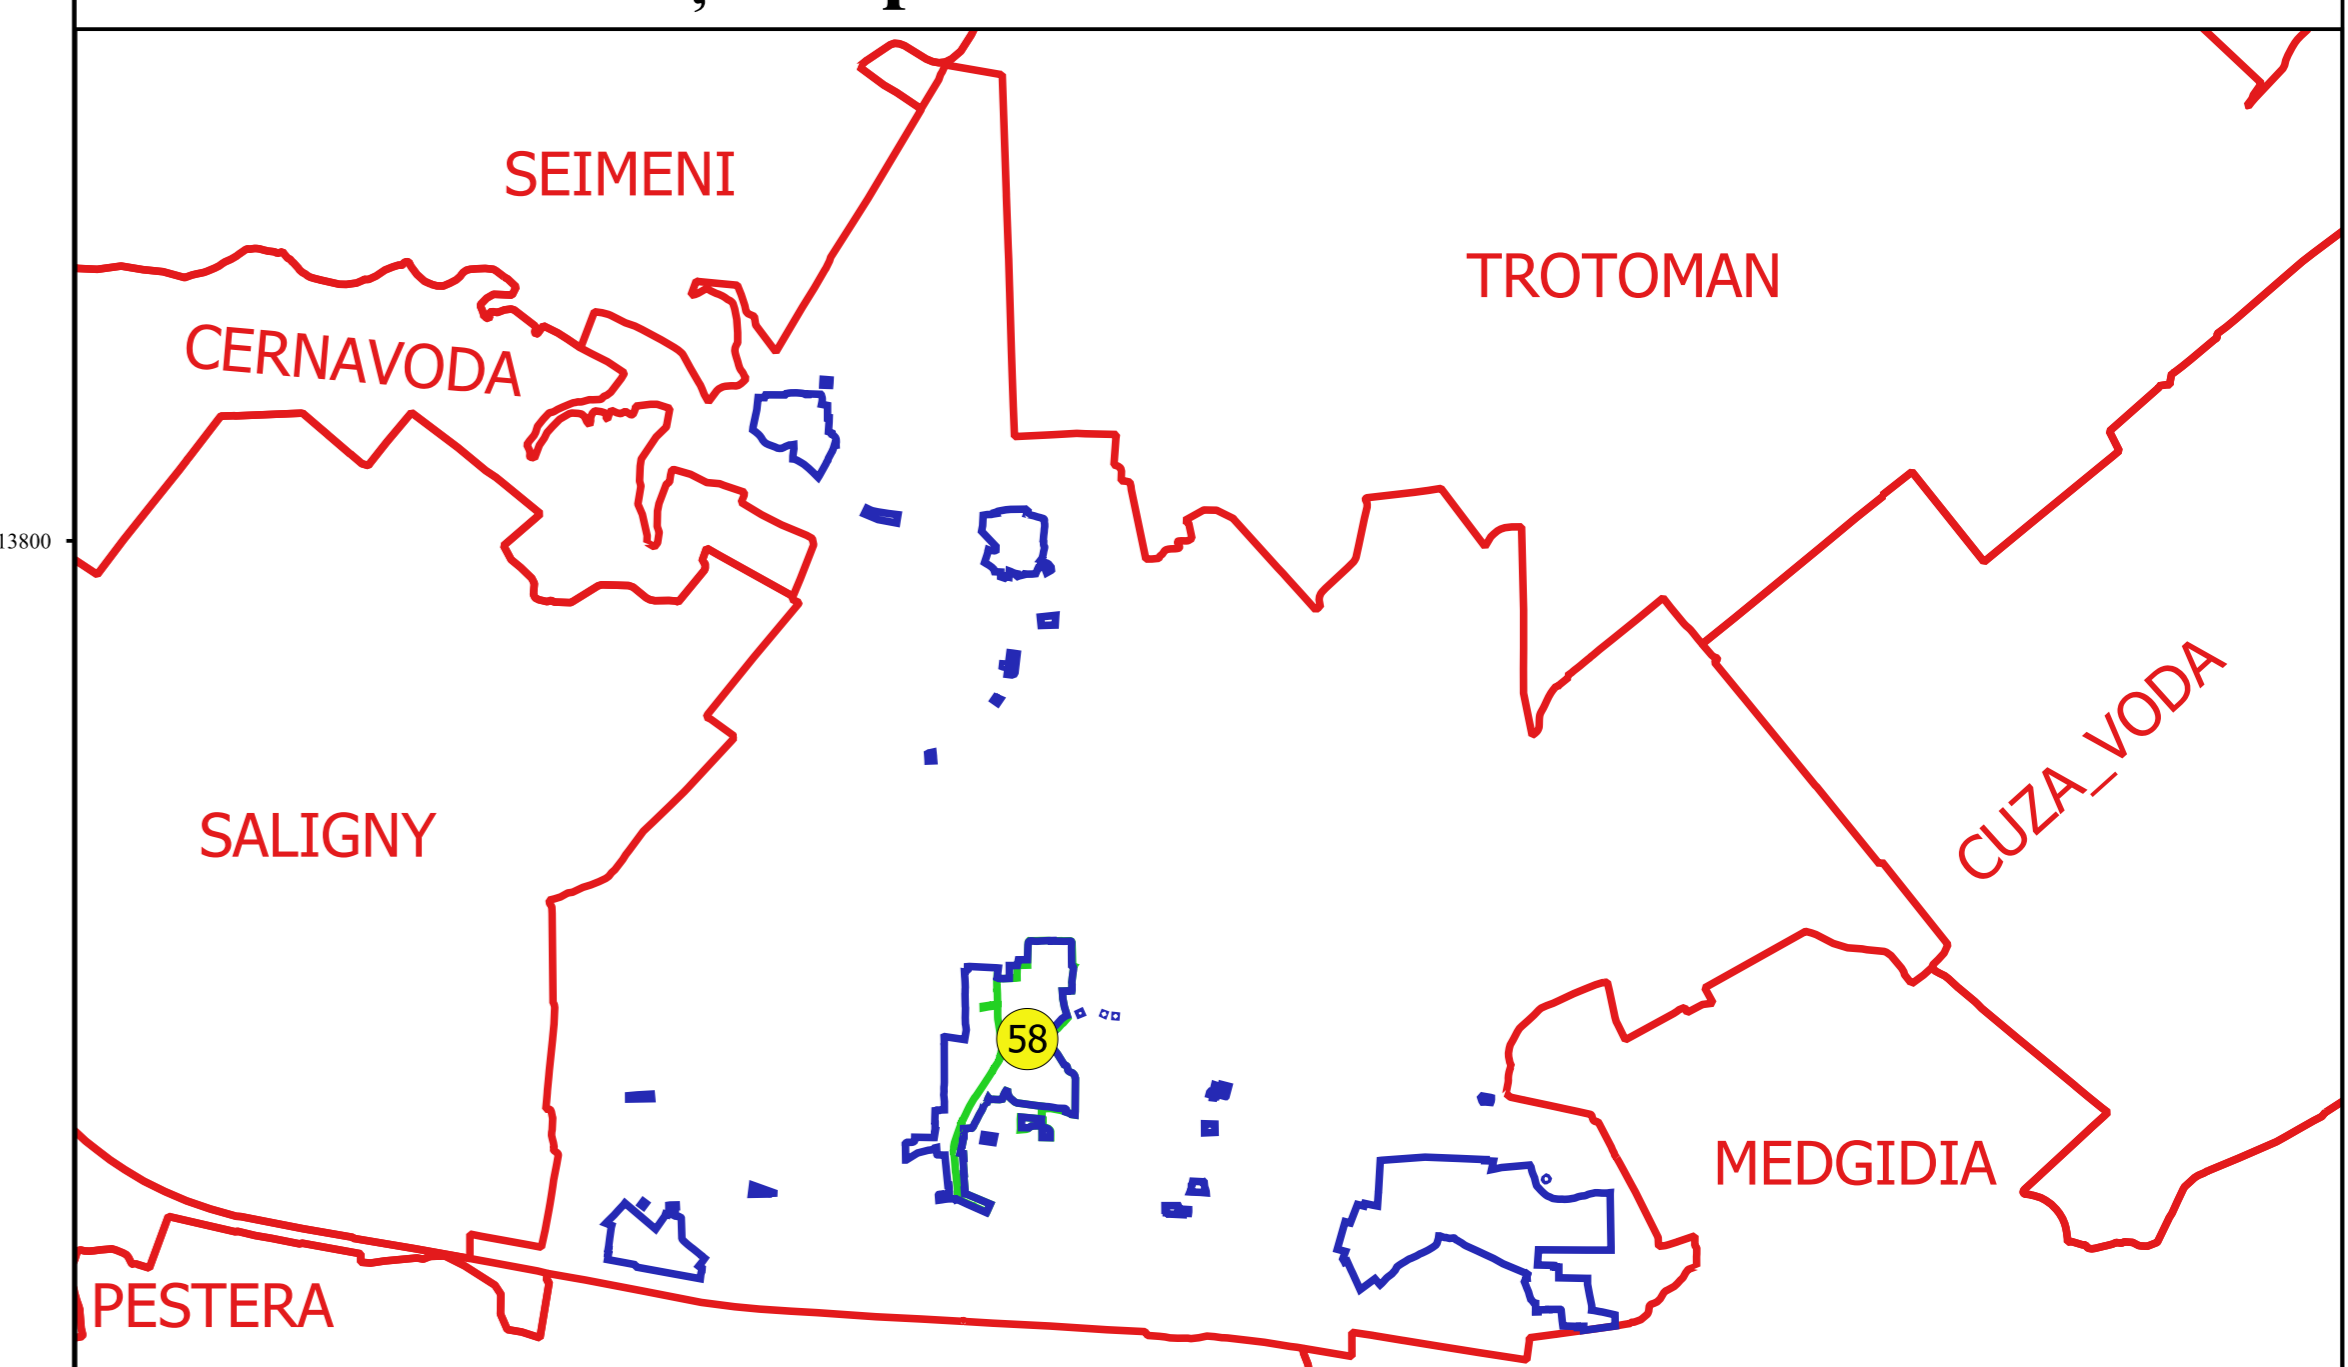 SEIMENI
TROTOMAN
CERNAVODA
13800
CUZA_VODA
SALIGNY
58
MEDGIDIA
PESTERA